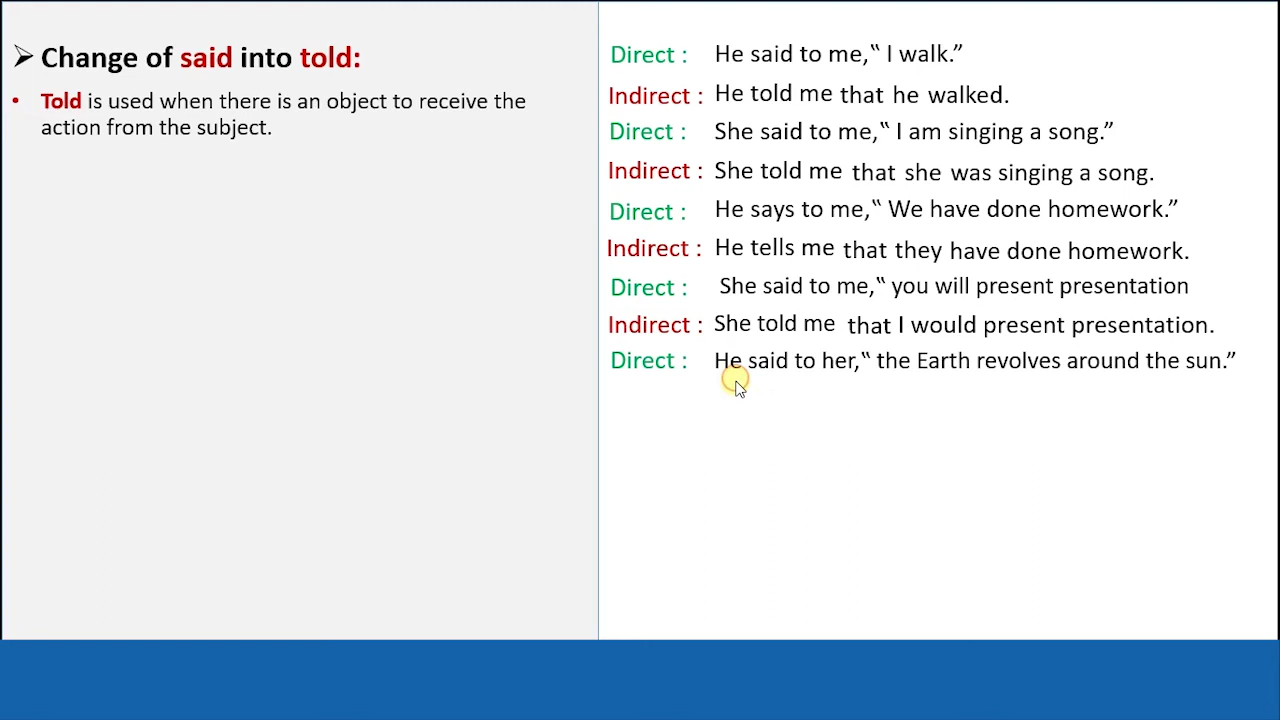 ➢ Change of said into told:
• Told is used when there is an object to receive the
action from the subject.
Direct : He said to me,‟ I walk.”
Indirect : He told me that he walked.
Direct : She said to me,‟ I am singing a song.”
Indirect : She told me that she was singing a song.
Direct : He says to me,‟ We have done homework.”
Indirect : He tells me that they have done homework.
Direct : She said to me,‟ you will present presentation
Indirect : She told me that I would present presentation.
Direct : He said to her,‟ the Earth revolves around the sun.”